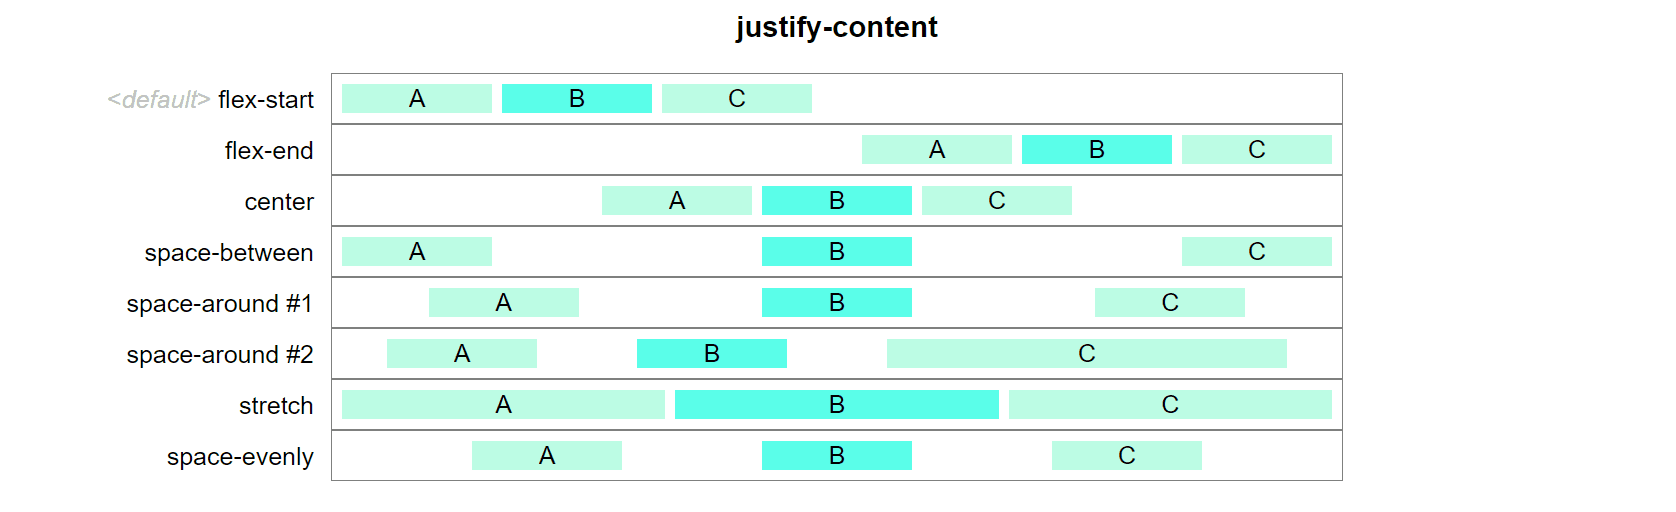 justify-content
<default> flex-start A B C
flex-end A B C
center A B C
space-between A B C
space-around #1 A B C
space-around #2 A B C
stretch A B C
space-evenly A B C